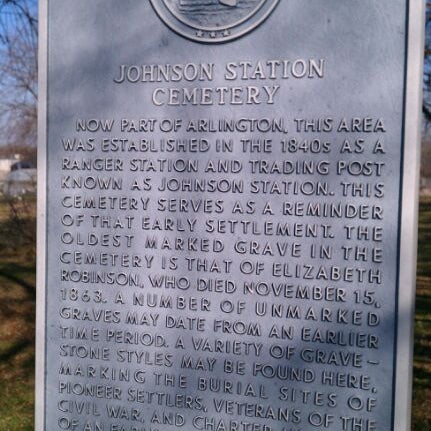 JOHNSON STATION
CEMETERY
NOW PART OF ARLINGTON, THIS AREA
WAS ESTABLISHED IN THE 1840s AS A
RANGER STATION AND TRADING POST
KNOWN AS JOHNSON STATION. THIS
CEMETERY SERVES AS A REMINDER
OF THAT EARLY SETTLEMENT. THE
OLDEST MARKED GRAVE IN THE
CEMETERY IS THAT OF ELIZABETH
ROBINSON, WHO DIED NOVEMBER 15,
1863. A NUMBER OF UNMARKED
GRAVES MAY DATE FROM AN EARLIER
TIME PERIOD. A VARIETY OF GRAVE-
STONE STYLES MAY BE FOUND HERE,
MARKING THE BURIAL SITES OF
PIONEER SETTLERS, VETERANS OF THE
CIVIL WAR, AND CHARTER
OF AN